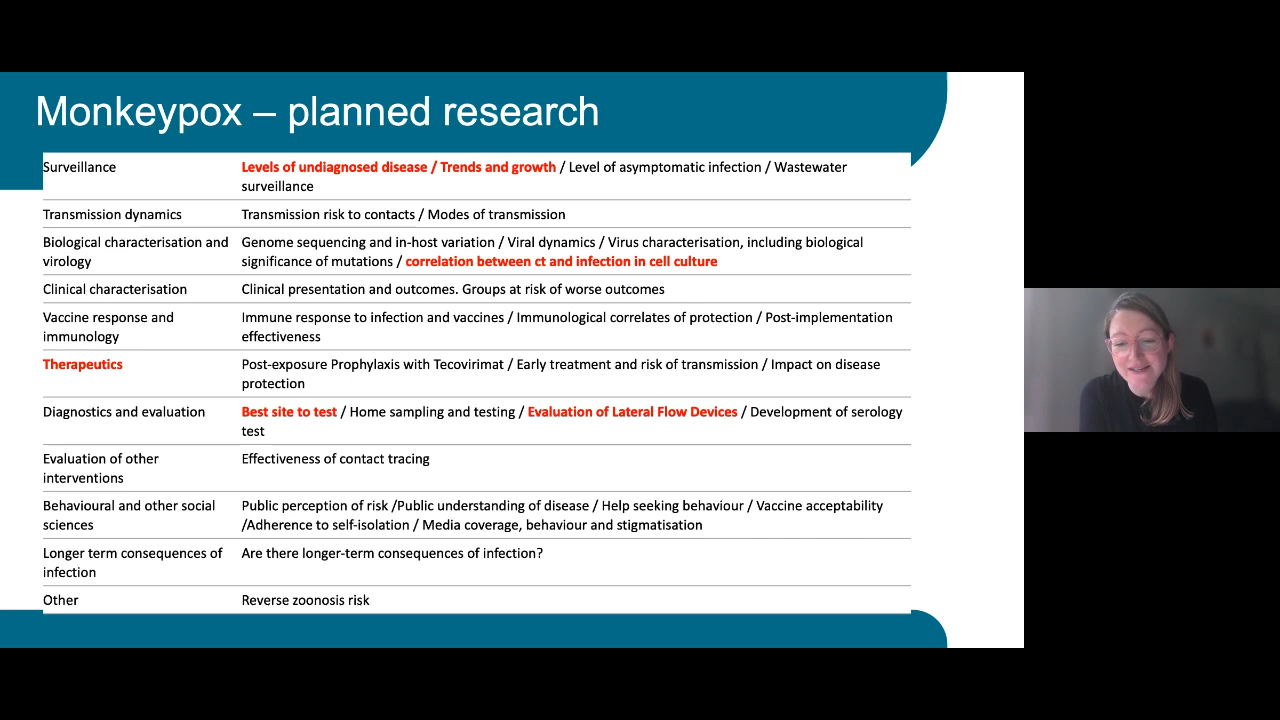 Monkeypox – planned research
Surveillance
Levels of undiagnosed disease / Trends and growth / Level of asymptomatic infection / Wastewater
surveillance
Transmission dynamics
Transmission risk to contacts / Modes of transmission
Biological characterisation and
virology
Genome sequencing and in-host variation / Viral dynamics / Virus characterisation, including biological
significance of mutations / correlation between ct and infection in cell culture
Clinical characterisation
Clinical presentation and outcomes. Groups at risk of worse outcomes
Vaccine response and
immunology
Immune response to infection and vaccines / Immunological correlates of protection / Post-implementation
effectiveness
Therapeutics
Post-exposure Prophylaxis with Tecovirimat / Early treatment and risk of transmission / Impact on disease
protection
Diagnostics and evaluation
Best site to test / Home sampling and testing / Evaluation of Lateral Flow Devices / Development of serology
test
Evaluation of other
interventions
Effectiveness of contact tracing
Behavioural and other social
sciences
Public perception of risk /Public understanding of disease / Help seeking behaviour / Vaccine acceptability
/Adherence to self-isolation / Media coverage, behaviour and stigmatisation
Longer term consequences of
infection
Are there longer-term consequences of infection?
Other
Reverse zoonosis risk